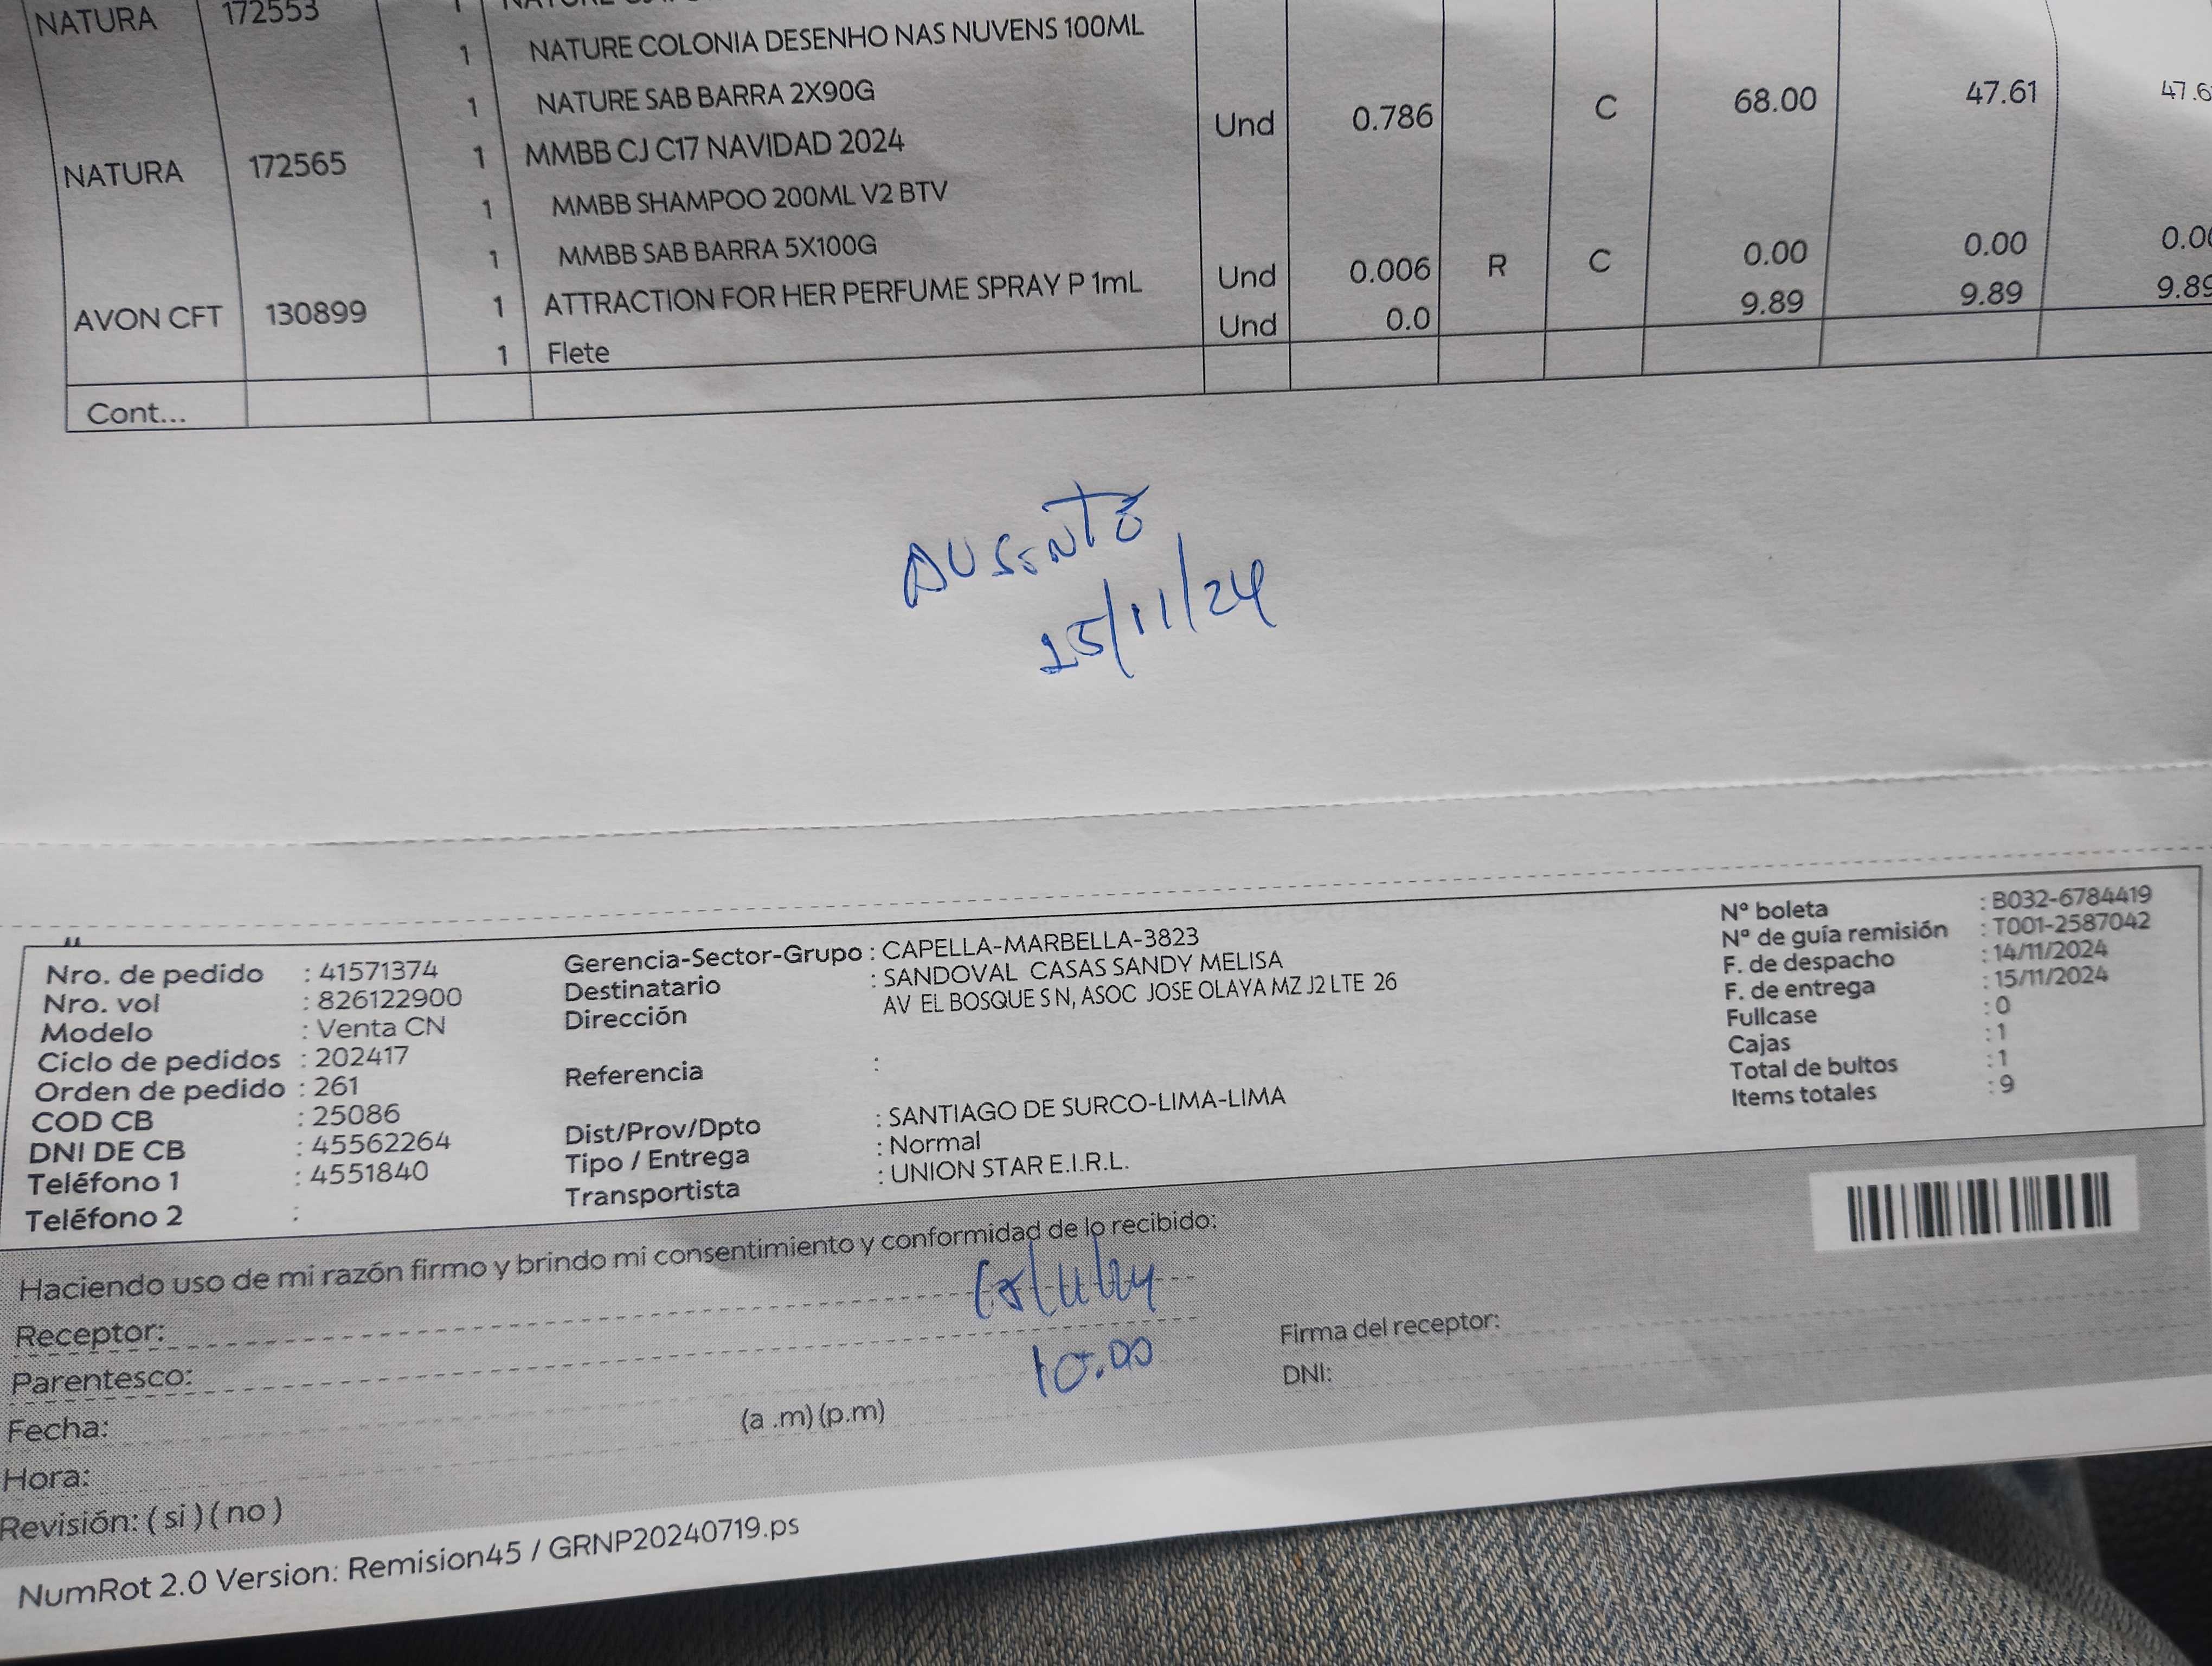 NATURA 172553 1
1 NATURE COLONIA DESENHO NAS NUVENS 100ML
1 NATURE SAB BARRA 2X90G
NATURA 172565 1 MMBB CJ C17 NAVIDAD 2024 Und 0.786 C 68.00 47.61
1 MMBB SHAMPOO 200ML V2 BTV
1 MMBB SAB BARRA 5X100G
AVON CFT 130899 1 ATTRACTION FOR HER PERFUME SPRAY P 1mL Und 0.006 R C 0.00 0.00 0.00
1 Flete Und 0.0 9.89 9.89 9.89
Cont...
AUSENTE
15/11/24
Nro. de pedido : 41571374
Nro. vol : 826122900
Modelo : Venta CN
Ciclo de pedidos : 202417
Orden de pedido : 261
COD CB : 25086
DNI DE CB : 45562264
Teléfono 1 : 4551840
Teléfono 2 :
Gerencia-Sector-Grupo : CAPELLA-MARBELLA-3823
Destinatario : SANDOVAL CASAS SANDY MELISA
Dirección AV EL BOSQUE S N, ASOC JOSE OLAYA MZ J2 LTE 26
Referencia :
Dist/Prov/Dpto : SANTIAGO DE SURCO-LIMA-LIMA
Tipo / Entrega : Normal
Transportista : UNION STAR E.I.R.L.
Nº boleta : B032-6784419
Nº de guía remisión : T001-2587042
F. de despacho : 14/11/2024
F. de entrega : 15/11/2024
Fullcase : 0
Cajas : 1
Total de bultos : 1
Items totales : 9
Haciendo uso de mi razón firmo y brindo mi consentimiento y conformidad de lo recibido:
Receptor: 15/11/24
Parentesco: 10.00
Fecha:
Hora: (a .m) (p.m)
Revisión: ( si ) ( no )
Firma del receptor:
DNI:
NumRot 2.0 Version: Remision45 / GRNP20240719.ps